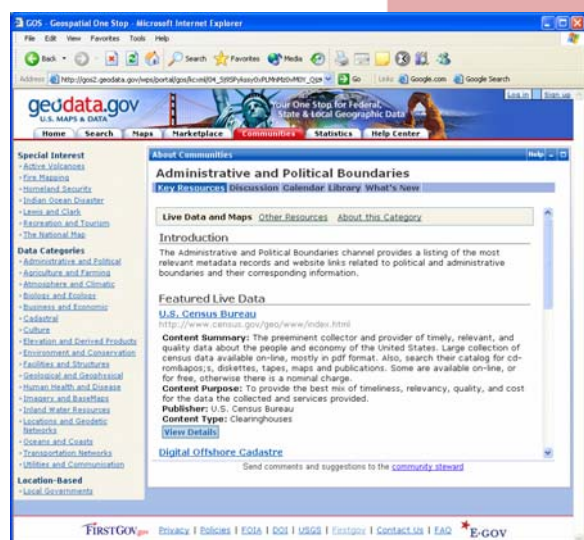 GOS - Geospatial One Stop - Microsoft Internet Explorer
File Edit View Favorites Tools Help
Back Search Favorites Media
Address Go Links Google.com Google Search
Log In Sign up
geodata.gov
U.S. MAPS & DATA
Your One Stop for Federal,
State & Local Geographic Data
Home Search Maps Marketplace Communities Statistics Help Center
Special Interest
Active Volcanoes
Fire Mapping
Homeland Security
Indian Ocean Disaster
Lewis and Clark
Recreation and Tourism
The National Map
Data Categories
Administrative and Political
Agriculture and Farming
Atmosphere and Climatic
Biology and Ecology
Business and Economic
Cadastral
Culture
Elevation and Derived Products
Environment and Conservation
Facilities and Structures
Geological and Geophysical
Human Health and Disease
Imagery and BaseMaps
Inland Water Resources
Locations and Geodetic
Networks
Oceans and Coasts
Transportation Networks
Utilities and Communication
Location-Based
Local Governments
About Communities Help
Administrative and Political Boundaries
Key Resources Discussion Calendar Library What's New
Live Data and Maps Other Resources About this Category
Introduction
The Administrative and Political Boundaries channel provides a listing of the most
relevant metadata records and website links related to political and administrative
boundaries and their corresponding information.
Featured Live Data
U.S. Census Bureau
http://www.census.gov/geo/www/index.html
Content Summary: The preeminent collector and provider of timely, relevant, and
quality data about the people and economy of the United States. Large collection of
census data available on-line, mostly in pdf format. Also, search their catalog for cd-
rom&apos;s, diskettes, tapes, maps and publications. Some are available on-line, or
for free, otherwise there is a nominal charge.
Content Purpose: To provide the best mix of timeliness, relevancy, quality, and cost
for the data the collected and services provided.
Publisher: U.S. Census Bureau
Content Type: Clearinghouses
View Details
Digital Offshore Cadastre
Send comments and suggestions to the community steward
FIRSTGOV Privacy | Policies | FOIA | DOI | USGS | Firstgov | Contact Us | FAQ E-GOV